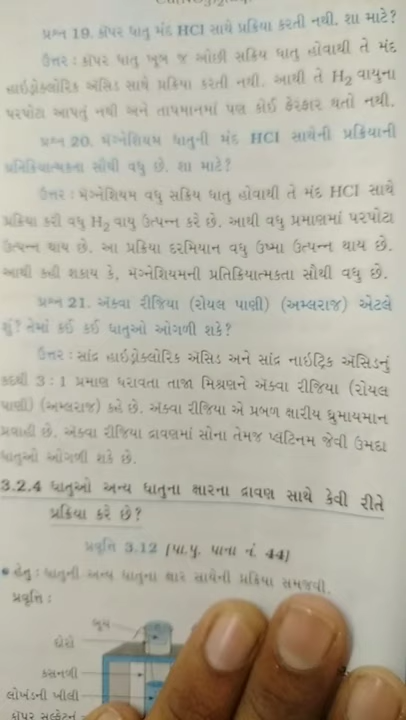 પ્રશ્ન 19. કૉપર ધાતુ મંદ HCl સાથે પ્રક્રિયા કરતી નથી. શા માટે?
ઉત્તર : કૉપર ધાતુ ખૂબ જ ઓછી સક્રિય ધાતુ હોવાથી તે મંદ
હાઇડ્રોક્લોરિક ઍસિડ સાથે પ્રક્રિયા કરતી નથી. આથી તે H₂ વાયુના
પરપોટા આપતું નથી અને તાપમાનમાં પણ કોઈ ફેરફાર થતો નથી.
પ્રશ્ન 20. મૅગ્નેશિયમ ધાતુની મંદ HCl સાથેની પ્રક્રિયાની
પ્રતિક્રિયાત્મકતા સૌથી વધુ છે. શા માટે?
ઉત્તર : મૅગ્નેશિયમ વધુ સક્રિય ધાતુ હોવાથી તે મંદ HCl સાથે
પ્રક્રિયા કરી વધુ H₂ વાયુ ઉત્પન્ન કરે છે. આથી વધુ પ્રમાણમાં પરપોટા
ઉત્પન્ન થાય છે. આ પ્રક્રિયા દરમિયાન વધુ ઉષ્મા ઉત્પન્ન થાય છે.
આથી કહી શકાય કે, મૅગ્નેશિયમની પ્રતિક્રિયાત્મકતા સૌથી વધુ છે.
પ્રશ્ન 21. ઍક્વા રીજિયા (રોયલ પાણી) (અમ્લરાજ) એટલે
શું? તેમાં કઈ કઈ ધાતુઓ ઓગળી શકે?
ઉત્તર : સાંદ્ર હાઇડ્રોક્લોરિક ઍસિડ અને સાંદ્ર નાઇટ્રિક ઍસિડનું
કદથી 3 : 1 પ્રમાણ ધરાવતા તાજા મિશ્રણને ઍક્વા રીજિયા (રોયલ
પાણી) (અમ્લરાજ) કહે છે. ઍક્વા રીજિયા એ પ્રબળ ક્ષારીય ધૂમાયમાન
પ્રવાહી છે. ઍક્વા રીજિયા દ્રાવણમાં સોના તેમજ પ્લૅટિનમ જેવી ઉમદા
ધાતુઓ ઓગળી શકે છે.
3.2.4 ધાતુઓ અન્ય ધાતુના ક્ષારના દ્રાવણ સાથે કેવી રીતે
પ્રક્રિયા કરે છે?
પ્રવૃત્તિ 3.12 [પા.પુ. પાના નં. 44]
• હેતુ : ધાતુની અન્ય ધાતુના ક્ષાર સાથેની પ્રક્રિયા સમજવી.
પ્રવૃત્તિ :
બૂચ
દોરો
કસનળી
લોખંડની ખીલી
કૉપર સલ્ફેટનું